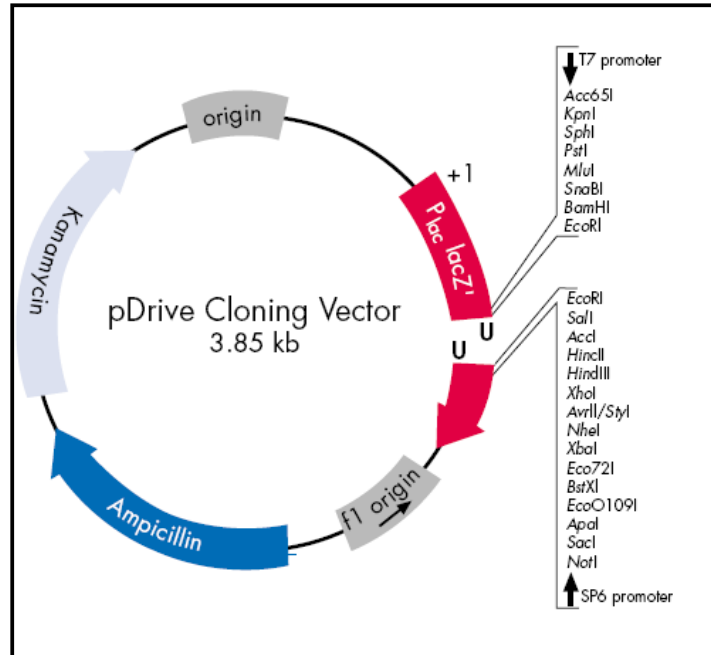 T7 promoter
Acc65I
KpnI
SphI
PstI
MluI
SnaBI
BamHI
EcoRI
origin
+1
Plac lacZ'
Kanamycin
pDrive Cloning Vector
3.85 kb
U
U
EcoRI
SalI
AccI
HincII
HindIII
XhoI
AvrII/StyI
NheI
XbaI
Eco72I
BstXI
EcoO109I
ApaI
SacI
NotI
SP6 promoter
f1 origin
Ampicillin